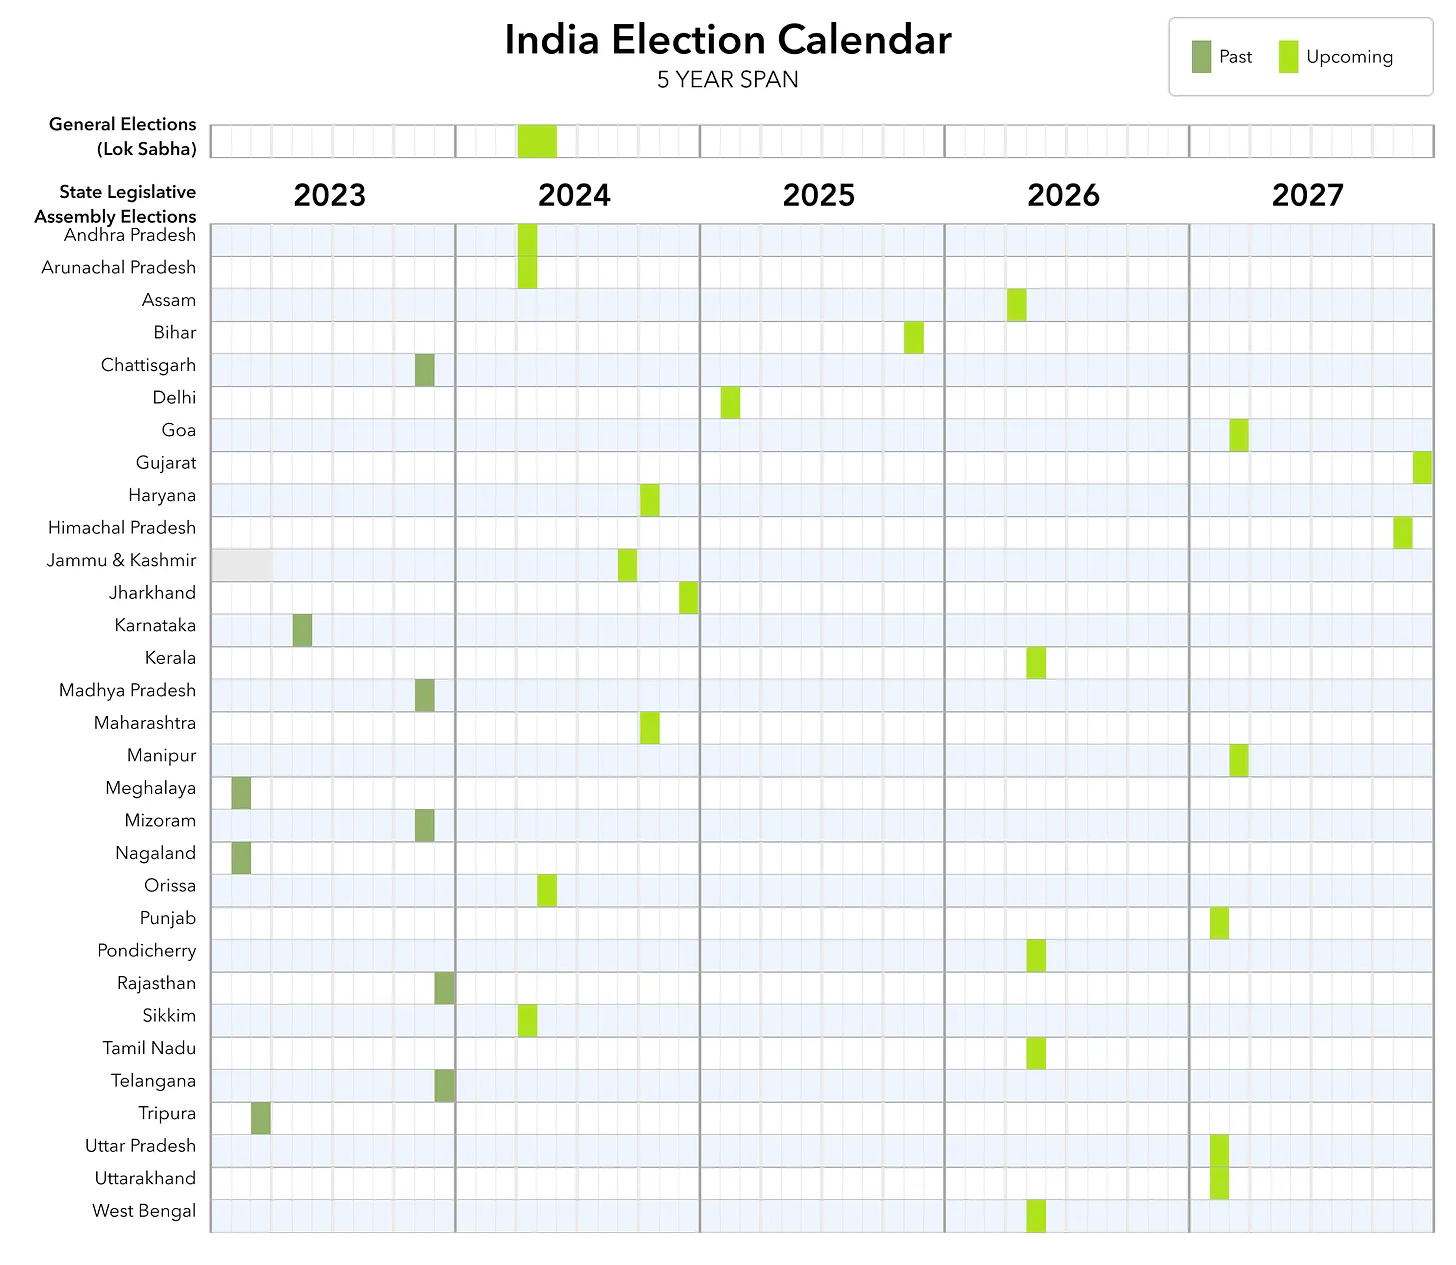 India Election Calendar
5 YEAR SPAN
Past
Upcoming
General Elections
(Lok Sabha)
State Legislative
Assembly Elections
2023
2024
2025
2026
2027
Andhra Pradesh
Arunachal Pradesh
Assam
Bihar
Chattisgarh
Delhi
Goa
Gujarat
Haryana
Himachal Pradesh
Jammu & Kashmir
Jharkhand
Karnataka
Kerala
Madhya Pradesh
Maharashtra
Manipur
Meghalaya
Mizoram
Nagaland
Orissa
Punjab
Pondicherry
Rajasthan
Sikkim
Tamil Nadu
Telangana
Tripura
Uttar Pradesh
Uttarakhand
West Bengal